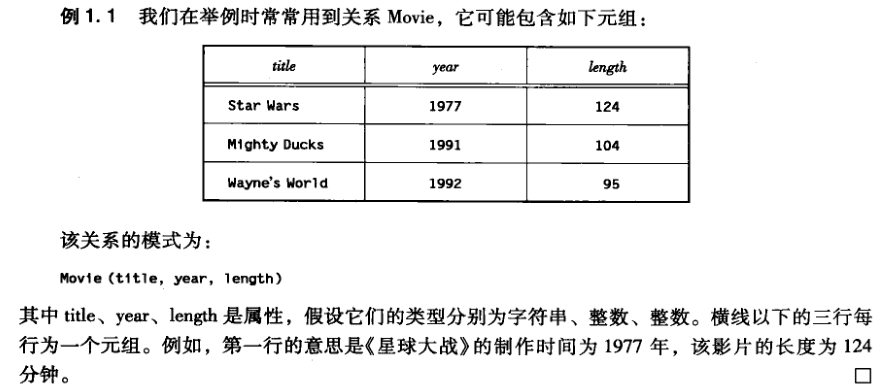 例1.1 我们在举例时常常用到关系 Movie，它可能包含如下元组：
title year length
Star Wars 1977 124
Mighty Ducks 1991 104
Wayne's World 1992 95
该关系的模式为：
Movie (title, year, length)
其中 title、year、length 是属性，假设它们的类型分别为字符串、整数、整数。横线以下的三行每
行为一个元组。例如，第一行的意思是《星球大战》的制作时间为 1977 年，该影片的长度为 124
分钟。 □